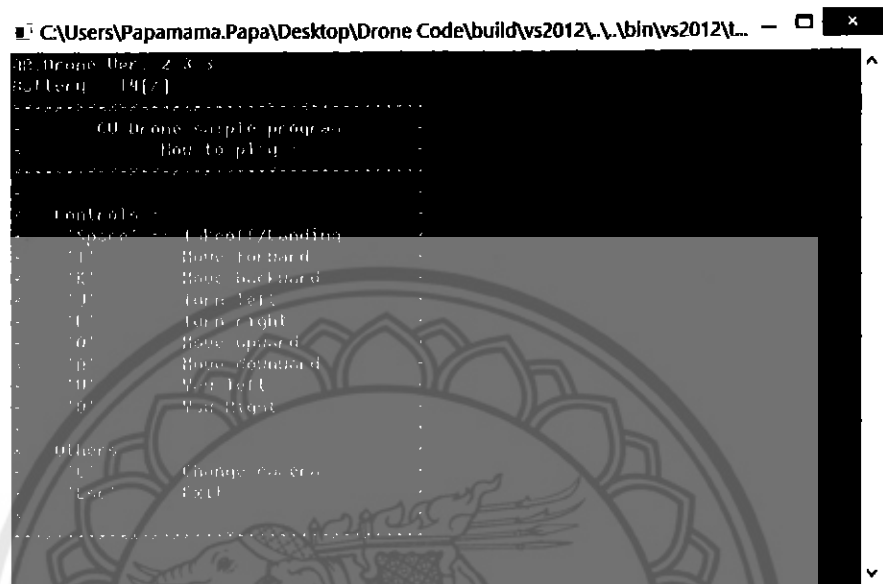 C:\Users\Papamama.Papa\Desktop\Drone Code\build\vs2012\..\..\bin\vs2012\t...
AR.Drone Ver. 2.3.3
Battery 19[%]
CV Drone sample program
How to play
Controls
'Space' Takeoff/Landing
Move forward
'K' Move backward
'J' Turn left
'L' Turn right
'Q' Move upward
'A' Move downward
'U' Yaw left
'O' Yaw Right
Others
'C' Change camera
'Esc' Exit